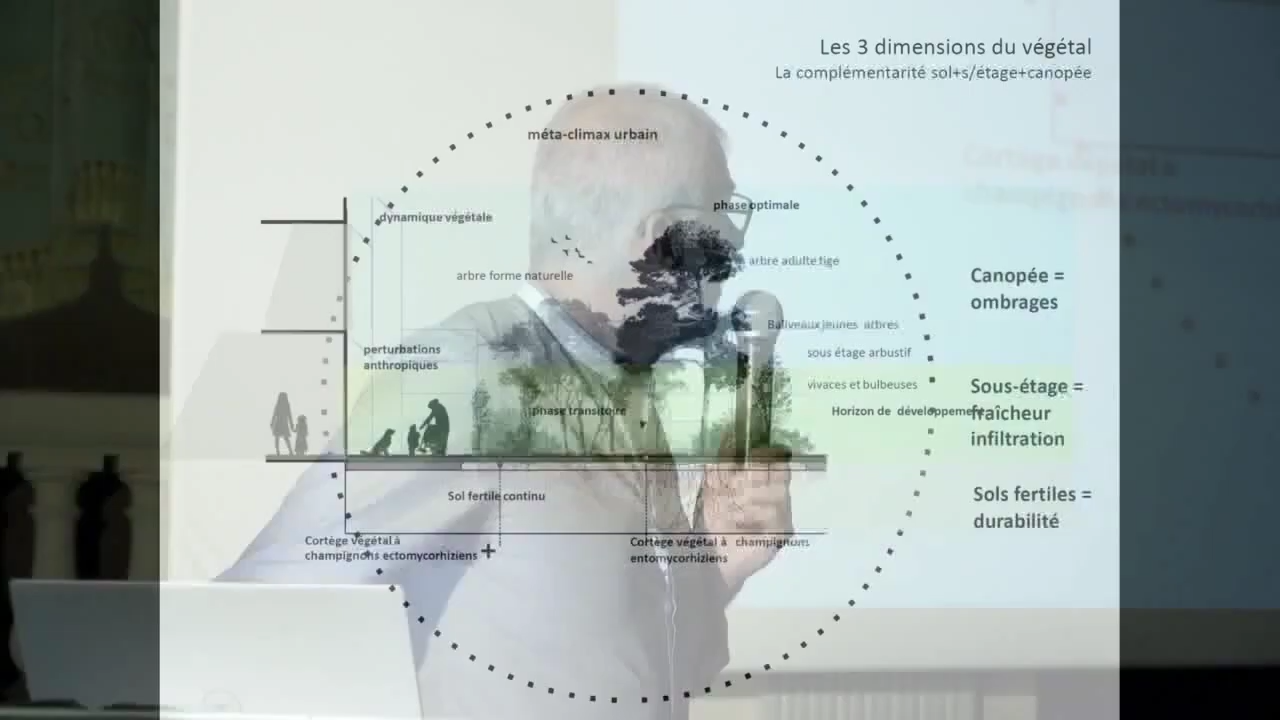 Les 3 dimensions du végétal
La complémentarité sol+s/étage+canopée
méta-climax urbain
dynamique végétale
phase optimale
arbre adulte tige
arbre forme naturelle
Canopée =
ombrages
Baliveaux jeunes arbres
sous étage arbustif
perturbations
anthropiques
vivaces et bulbeuses
phase transitoire
Horizon de développement
Sous-étage =
fraîcheur
infiltration
Sol fertile continu
Sols fertiles =
durabilité
Cortège végétal à
champignons ectomycorhiziens +
Cortège végétal à champignons
entomycorhiziens
Cortège végétal à